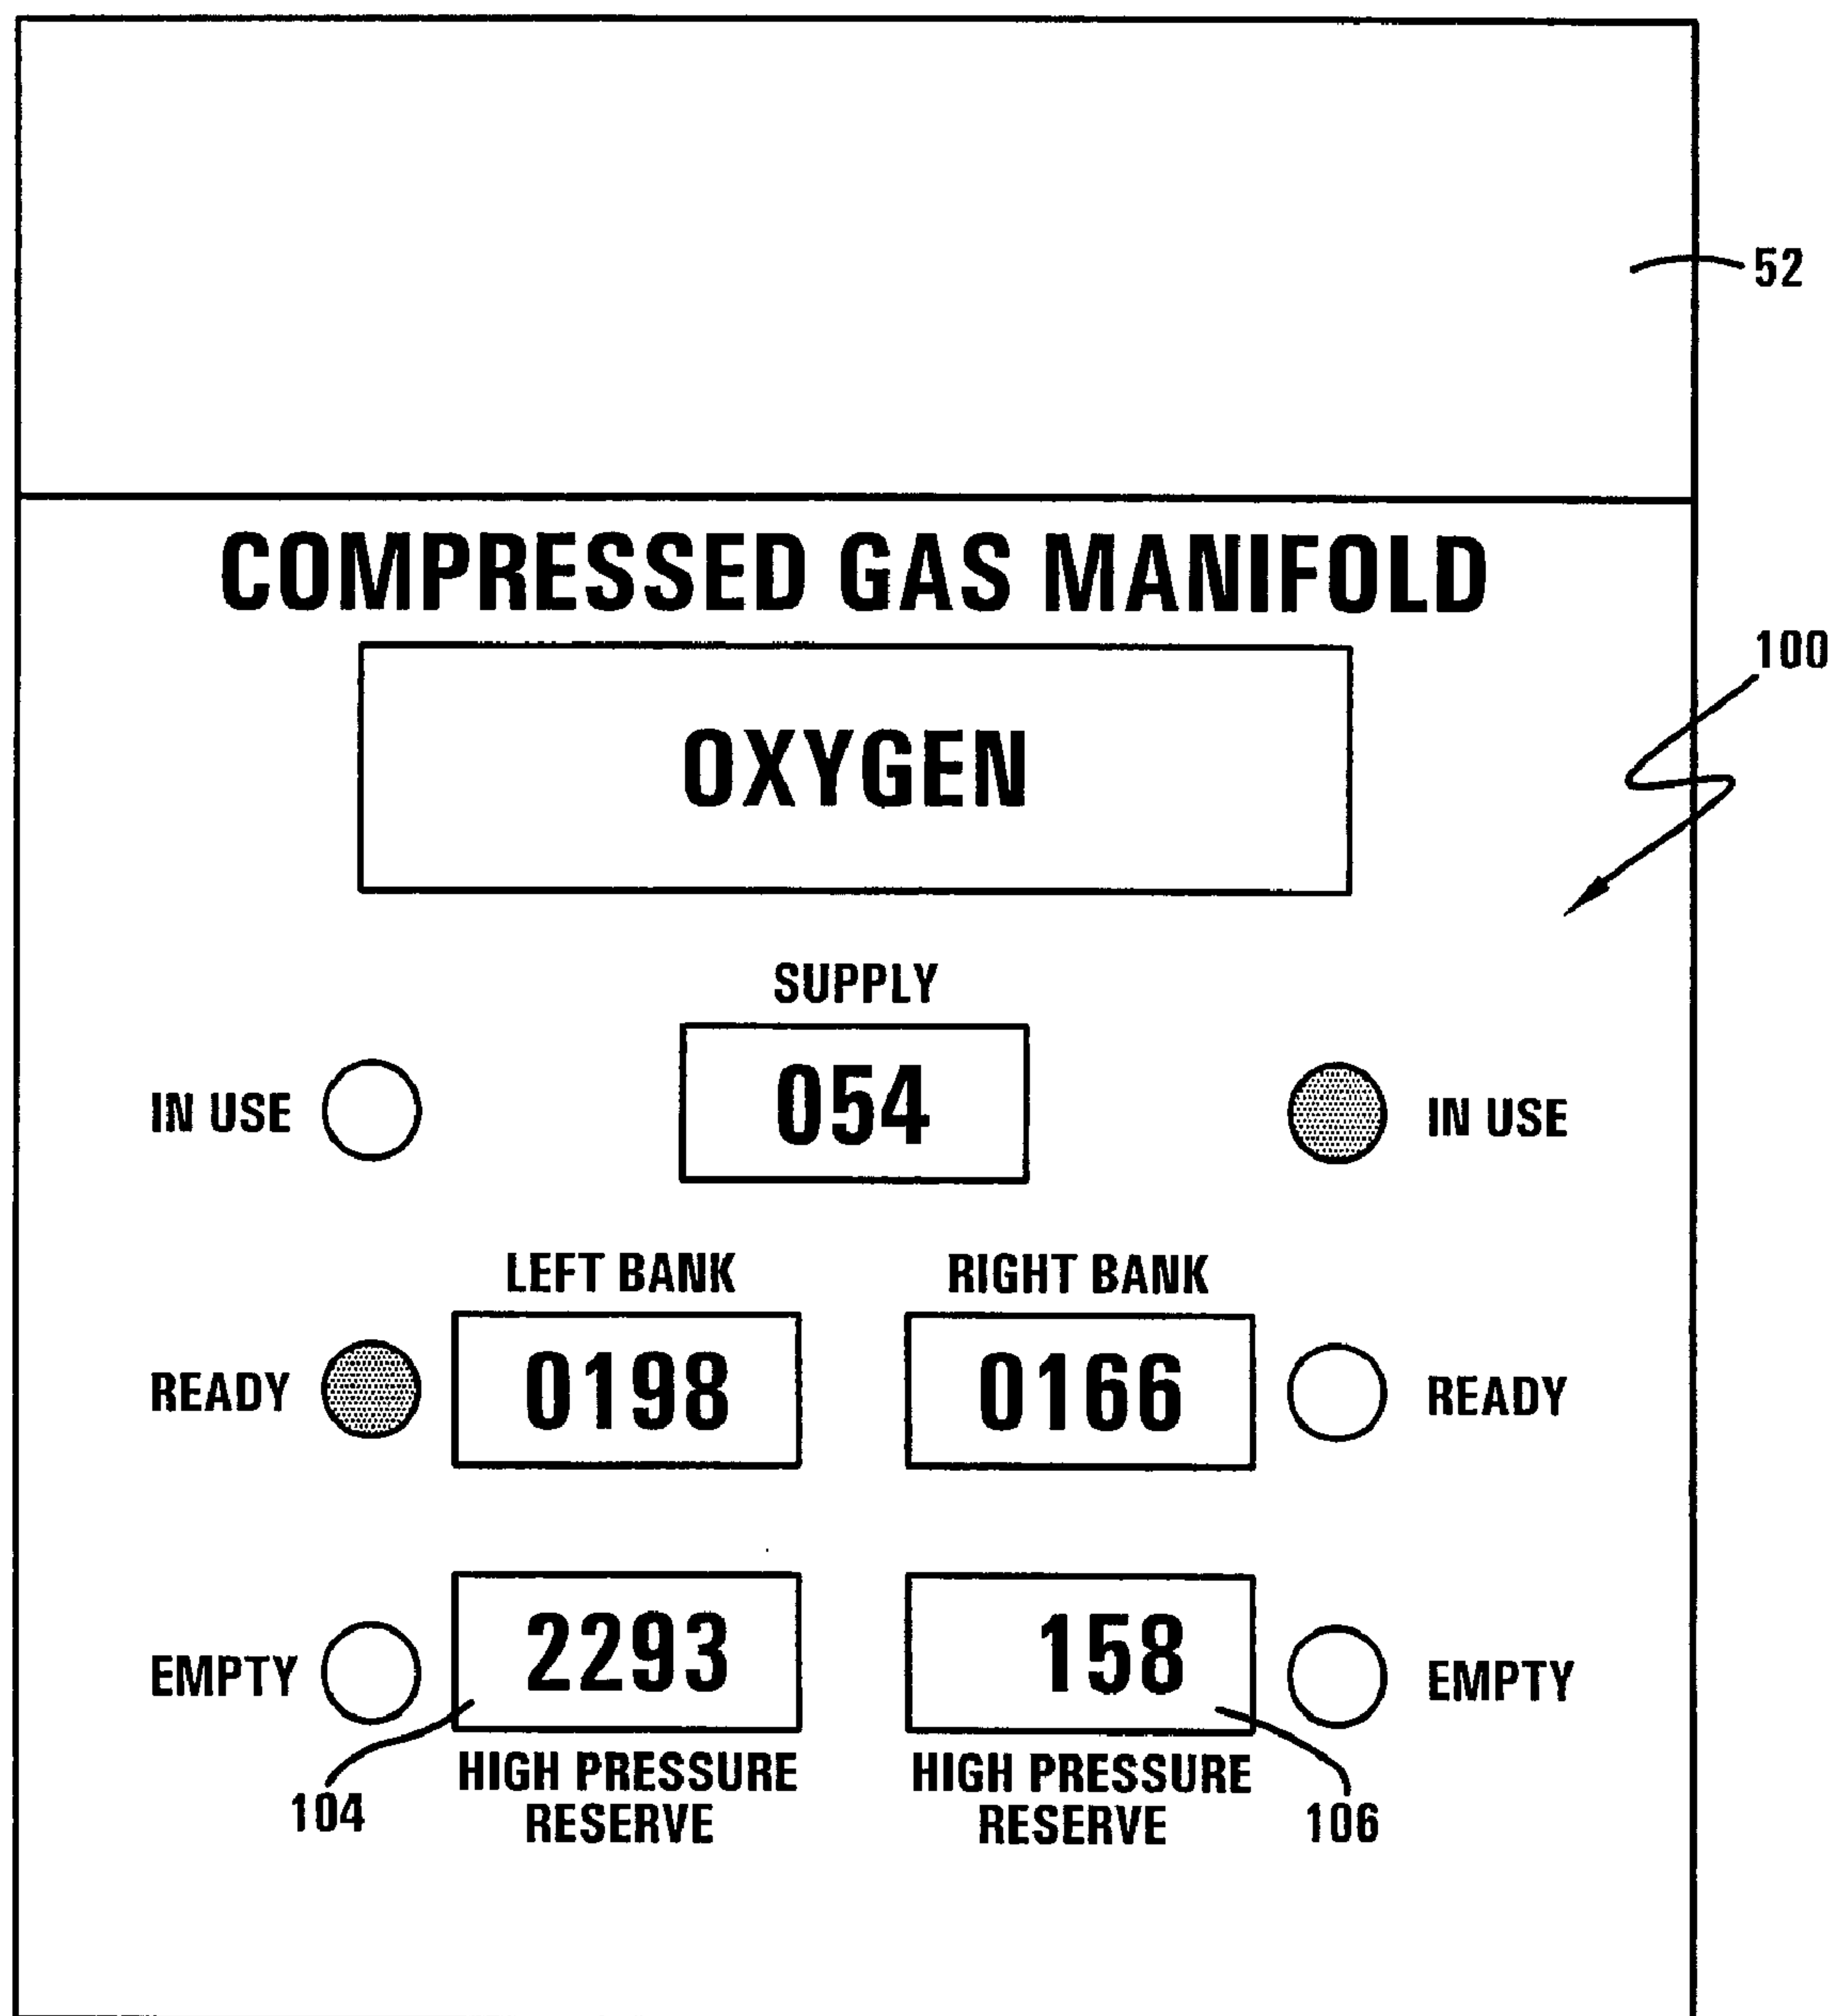 52
COMPRESSED GAS MANIFOLD
100
OXYGEN
SUPPLY
IN USE 054 IN USE
LEFT BANK RIGHT BANK
READY 0198 0166 READY
EMPTY 2293 158 EMPTY
HIGH PRESSURE HIGH PRESSURE
104 RESERVE RESERVE 106